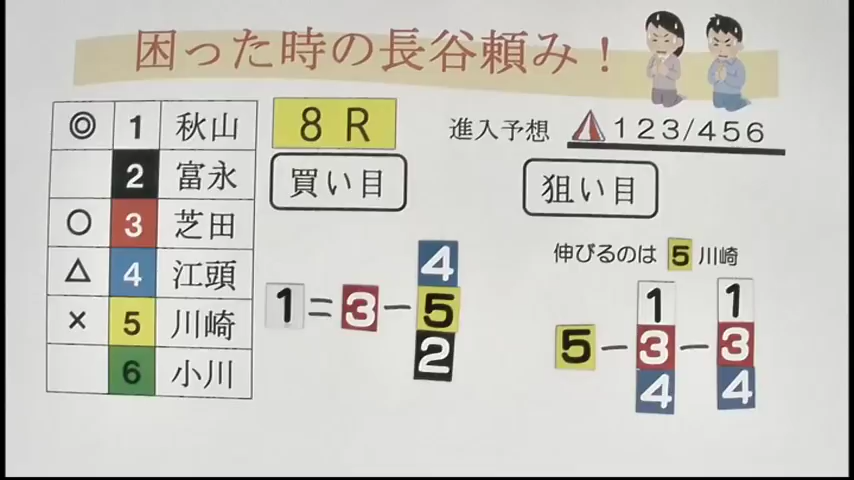 困った時の長谷頼み!
◎ 1 秋山
2 富永
○ 3 芝田
△ 4 江頭
× 5 川崎
6 小川
8R
買い目
1=3-4
5
2
進入予想 123/456
狙い目
伸びるのは 5 川崎
5-1-1
3 3
4 4